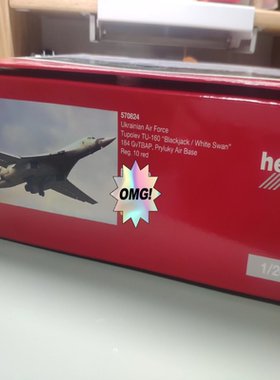 570624
Ukrainian Air Force
Tupolev TU-160 "Blackjack / White Swan"
184 GvTBAP, Pryluky Air Base
Reg. 10 red
OMG!
he
1/2